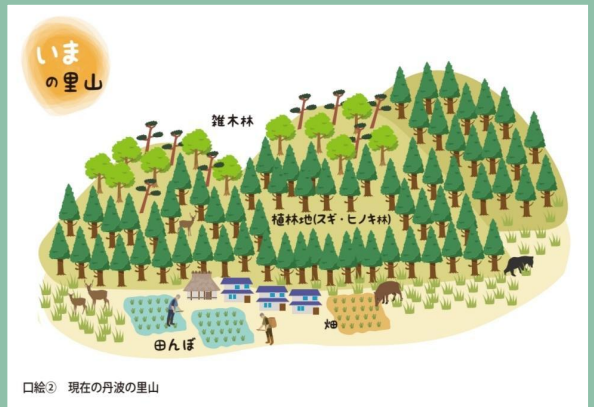 いま
の里山
雑木林
植林地(スギ・ヒノキ林)
畑
田んぼ
口絵② 現在の丹波の里山